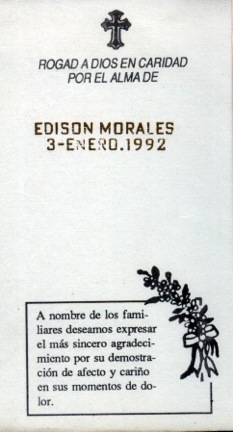 ROGAD A DIOS EN CARIDAD
POR EL ALMA DE
EDISON MORALES
3-ENERO.1992
A nombre de los fami-
liares deseamos expresar
el más sincero agradeci-
miento por su demostra-
ción de afecto y cariño
en sus momentos de do-
lor.